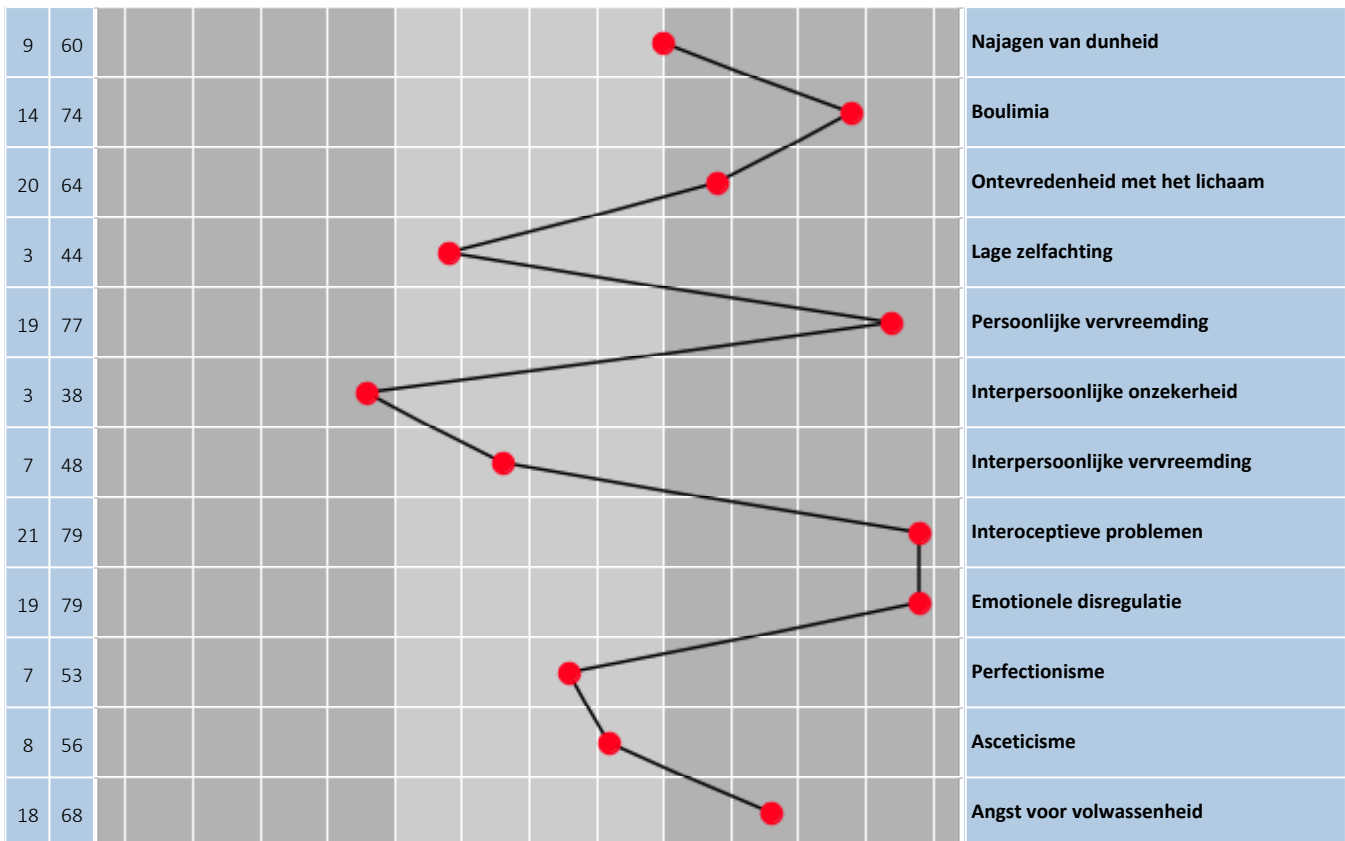 9 60 Najagen van dunheid
14 74 Boulimia
20 64 Ontevredenheid met het lichaam
3 44 Lage zelfachting
19 77 Persoonlijke vervreemding
3 38 Interpersoonlijke onzekerheid
7 48 Interpersoonlijke vervreemding
21 79 Interoceptieve problemen
19 79 Emotionele disregulatie
7 53 Perfectionisme
8 56 Asceticisme
18 68 Angst voor volwassenheid